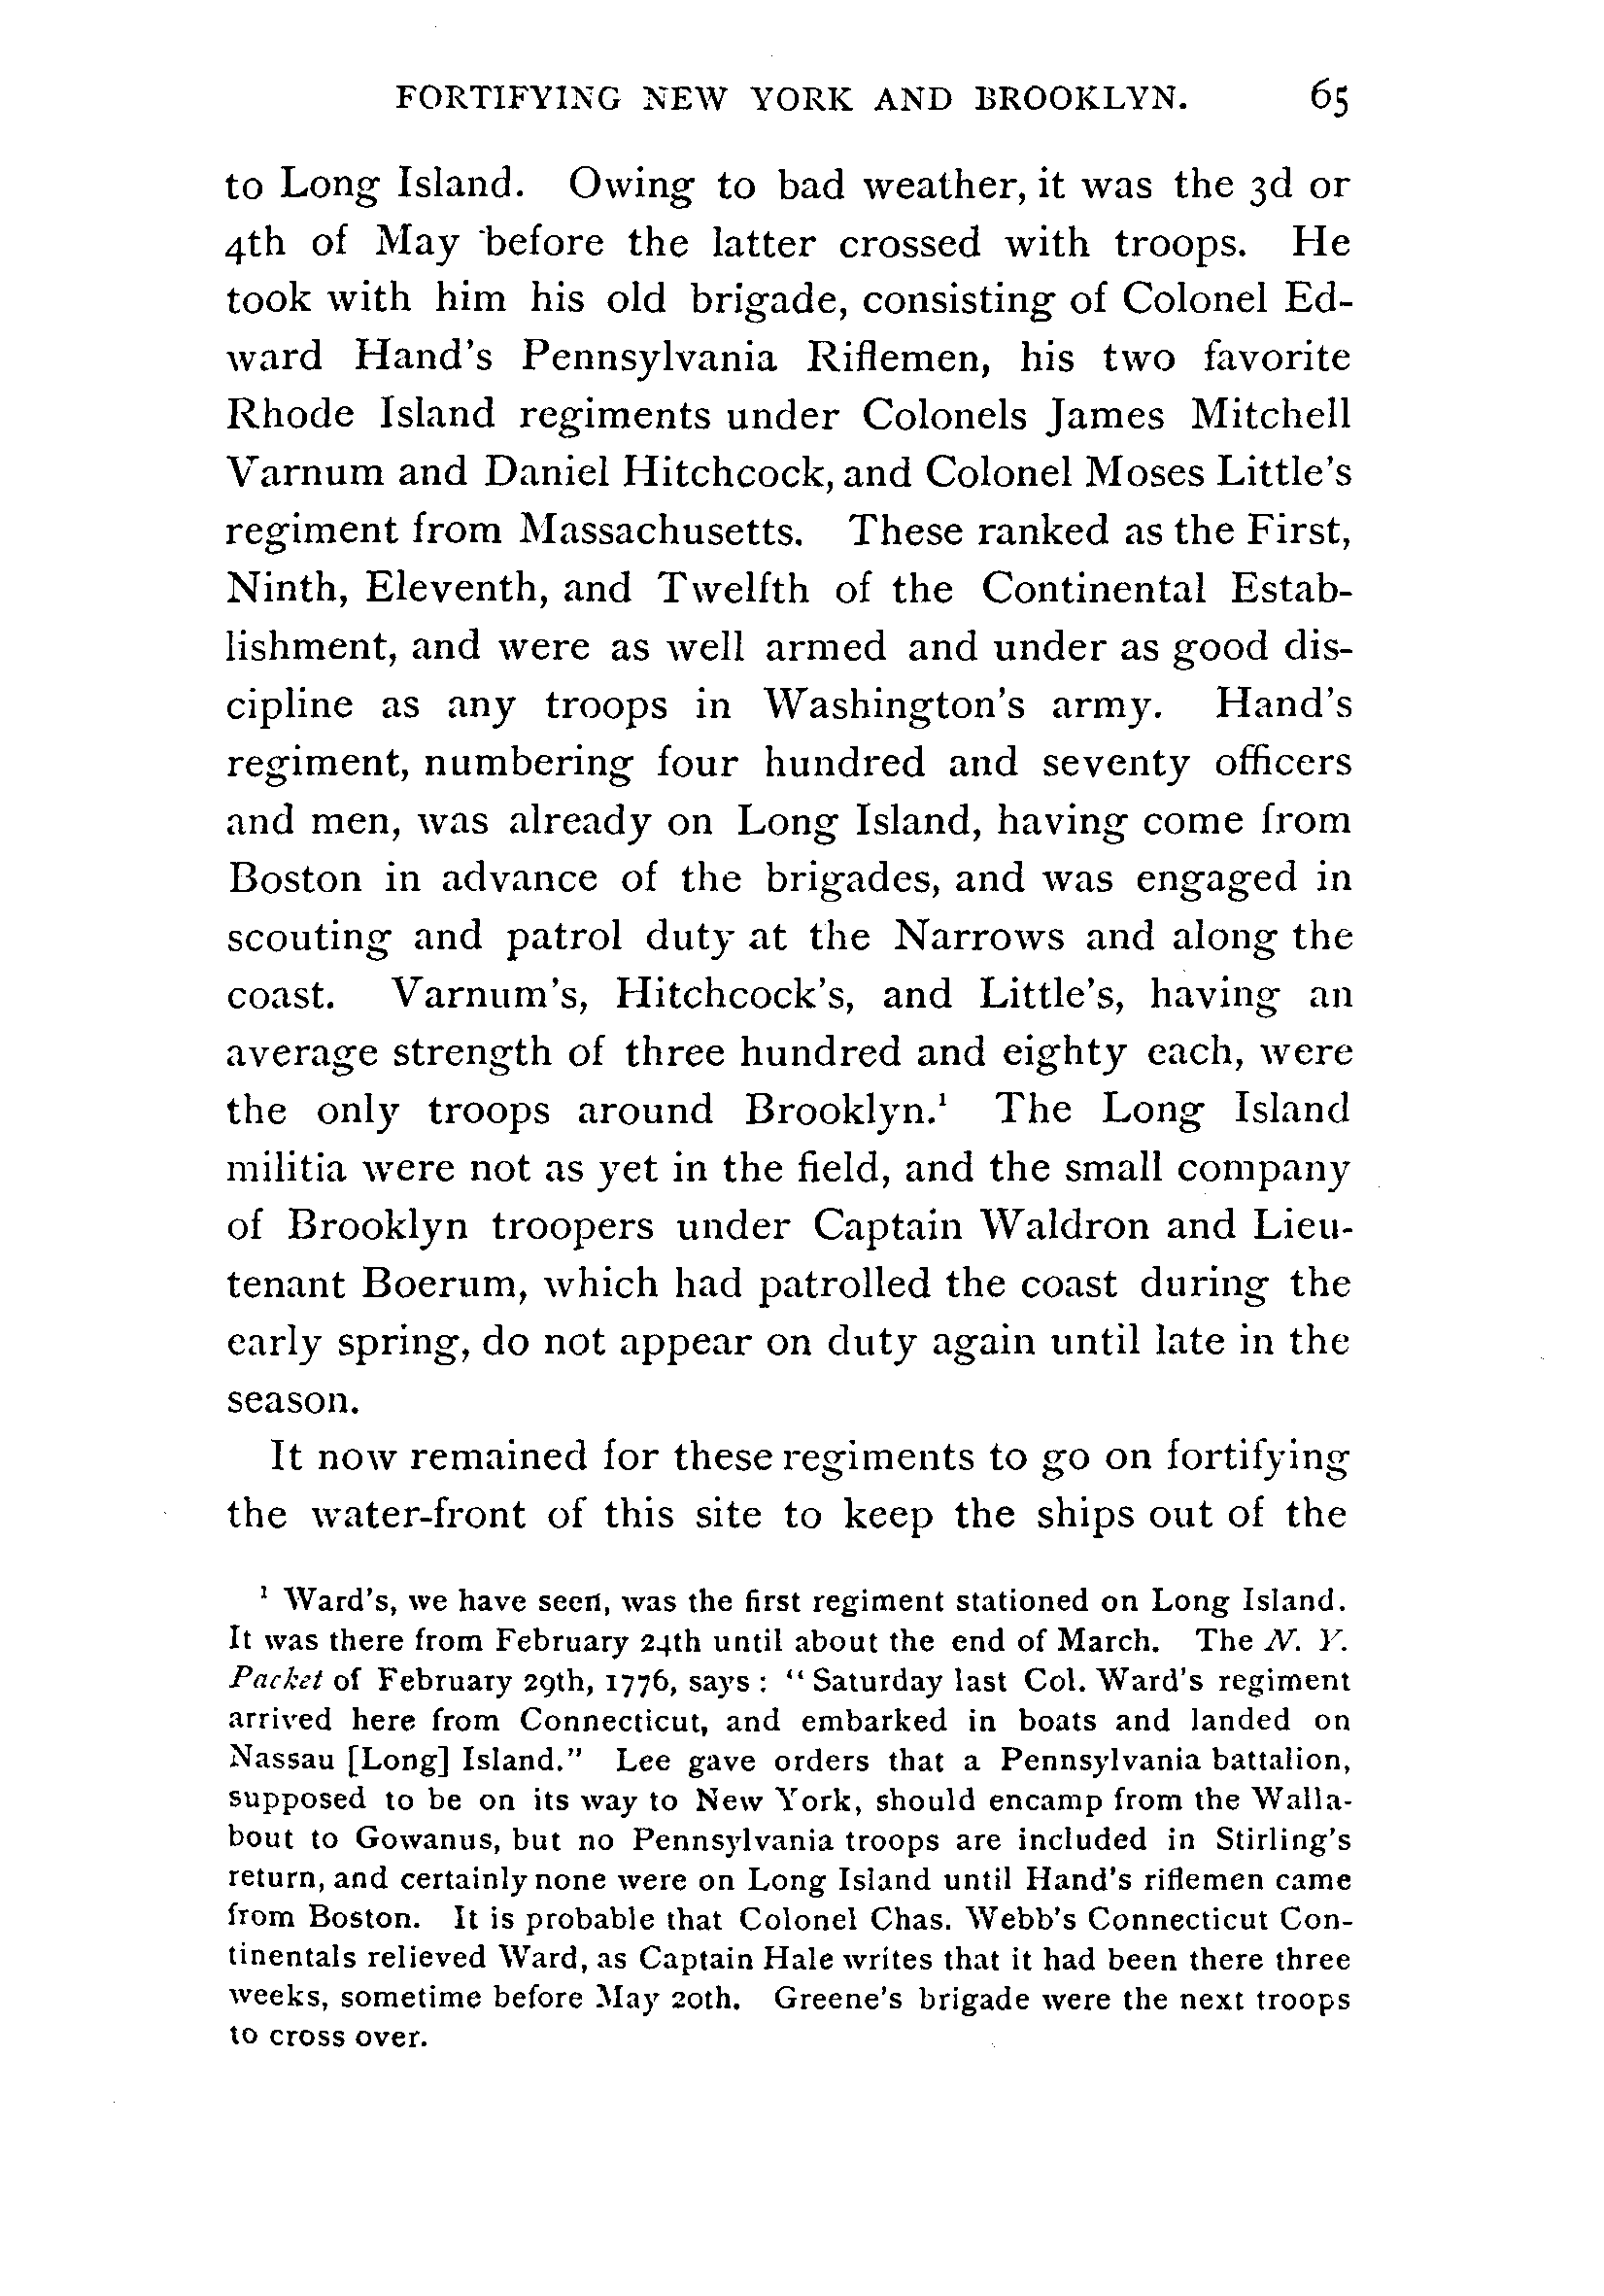 FORTIFYING NEW YORK AND BROOKLYN. 65
to Long Island. Owing to bad weather, it was the 3d or
4th of May before the latter crossed with troops. He
took with him his old brigade, consisting of Colonel Ed-
ward Hand's Pennsylvania Riflemen, his two favorite
Rhode Island regiments under Colonels James Mitchell
Varnum and Daniel Hitchcock, and Colonel Moses Little's
regiment from Massachusetts. These ranked as the First,
Ninth, Eleventh, and Twelfth of the Continental Estab-
lishment, and were as well armed and under as good dis-
cipline as any troops in Washington's army. Hand's
regiment, numbering four hundred and seventy officers
and men, was already on Long Island, having come from
Boston in advance of the brigades, and was engaged in
scouting and patrol duty at the Narrows and along the
coast. Varnum's, Hitchcock's, and Little's, having an
average strength of three hundred and eighty each, were
the only troops around Brooklyn.¹ The Long Island
militia were not as yet in the field, and the small company
of Brooklyn troopers under Captain Waldron and Lieu-
tenant Boerum, which had patrolled the coast during the
early spring, do not appear on duty again until late in the
season.
It now remained for these regiments to go on fortifying
the water-front of this site to keep the ships out of the
¹ Ward's, we have seen, was the first regiment stationed on Long Island.
It was there from February 24th until about the end of March. The N. Y.
Packet of February 29th, 1776, says: "Saturday last Col. Ward's regiment
arrived here from Connecticut, and embarked in boats and landed on
Nassau [Long] Island." Lee gave orders that a Pennsylvania battalion,
supposed to be on its way to New York, should encamp from the Walla-
bout to Gowanus, but no Pennsylvania troops are included in Stirling's
return, and certainly none were on Long Island until Hand's riflemen came
from Boston. It is probable that Colonel Chas. Webb's Connecticut Con-
tinentals relieved Ward, as Captain Hale writes that it had been there three
weeks, sometime before May 20th. Greene's brigade were the next troops
to cross over.